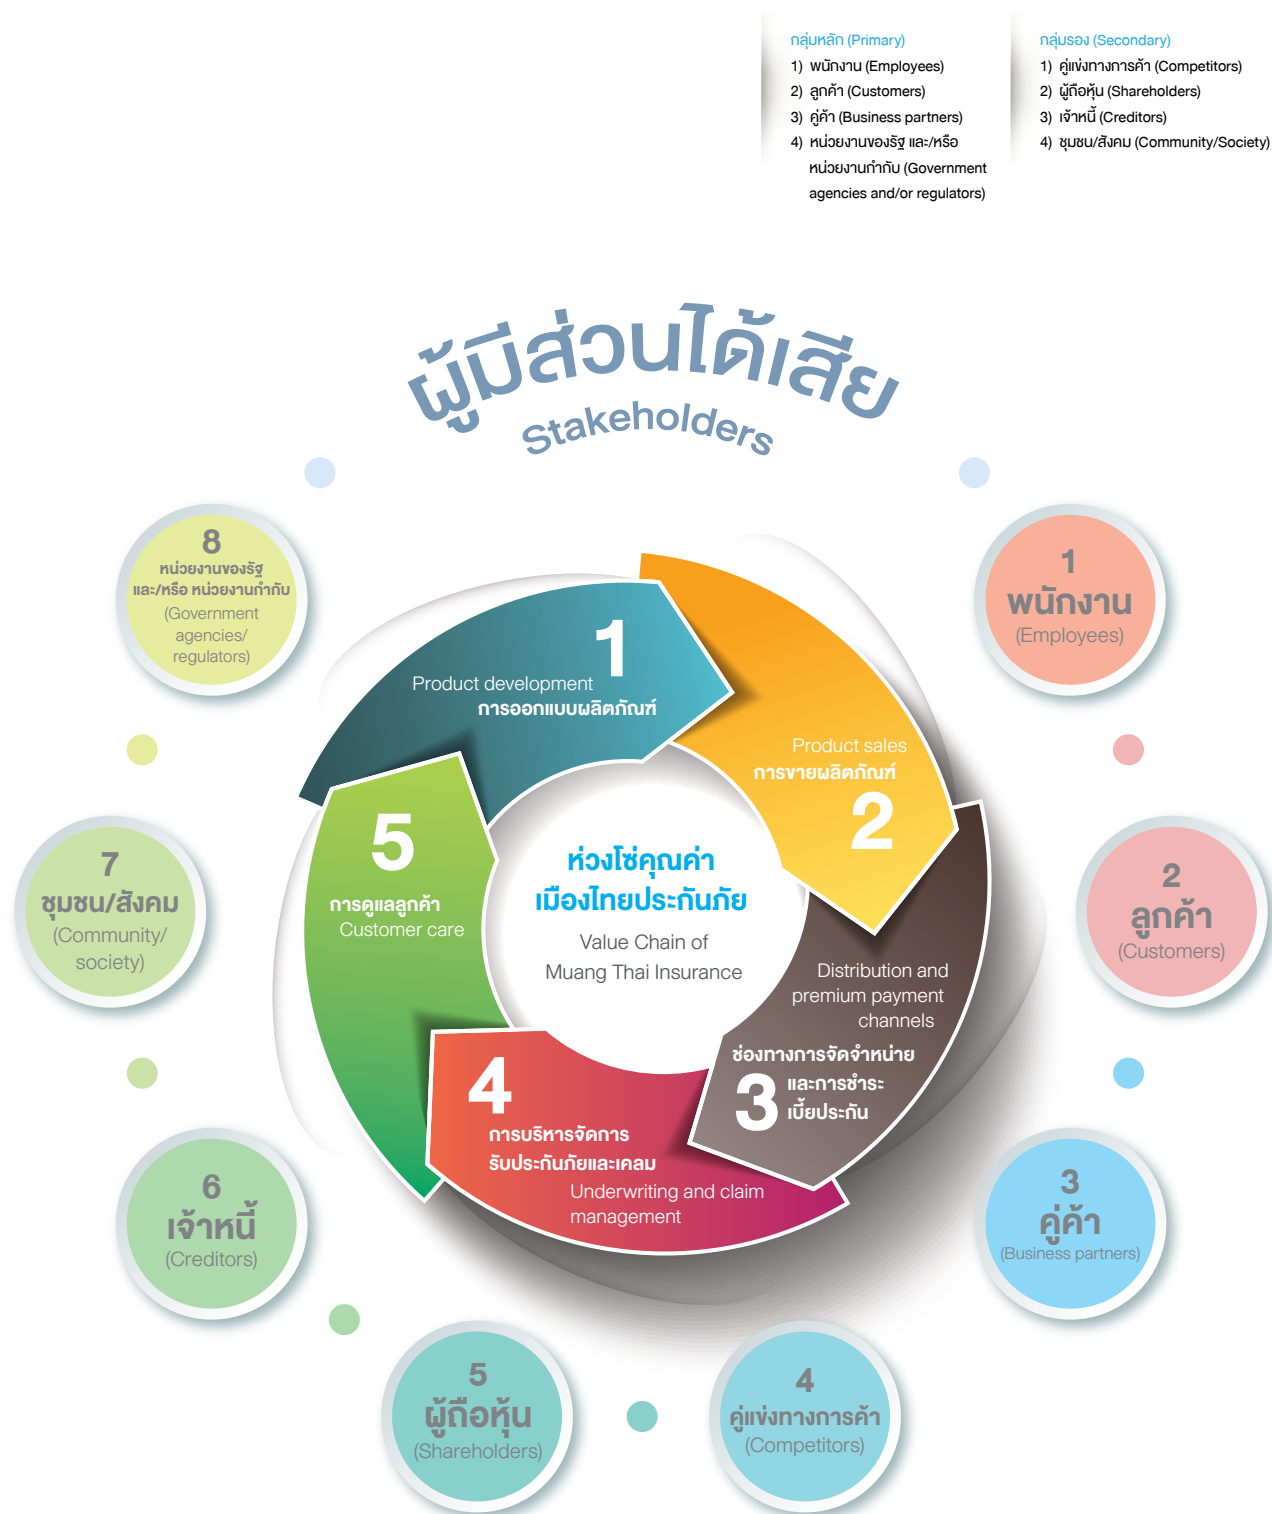 กลุ่มหลัก (Primary)
1) พนักงาน (Employees)
2) ลูกค้า (Customers)
3) คู่ค้า (Business partners)
4) หน่วยงานของรัฐ และ/หรือ
หน่วยงานกำกับ (Government
agencies and/or regulators)
กลุ่มรอง (Secondary)
1) คู่แข่งทางการค้า (Competitors)
2) ผู้ถือหุ้น (Shareholders)
3) เจ้าหนี้ (Creditors)
4) ชุมชน/สังคม (Community/Society)
ผู้มีส่วนได้เสีย
Stakeholders
1
พนักงาน
(Employees)
2
ลูกค้า
(Customers)
3
คู่ค้า
(Business partners)
4
คู่แข่งทางการค้า
(Competitors)
5
ผู้ถือหุ้น
(Shareholders)
6
เจ้าหนี้
(Creditors)
7
ชุมชน/สังคม
(Community/
society)
8
หน่วยงานของรัฐ
และ/หรือ หน่วยงานกำกับ
(Government
agencies/
regulators)
1
Product development
การออกแบบผลิตภัณฑ์
Product sales
การขายผลิตภัณฑ์
2
Distribution and
premium payment
channels
ช่องทางการจัดจำหน่าย
3 และการชำระ
เบี้ยประกัน
4
การบริหารจัดการ
รับประกันภัยและเคลม
Underwriting and claim
management
5
การดูแลลูกค้า
Customer care
ห่วงโซ่คุณค่า
เมืองไทยประกันภัย
Value Chain of
Muang Thai Insurance